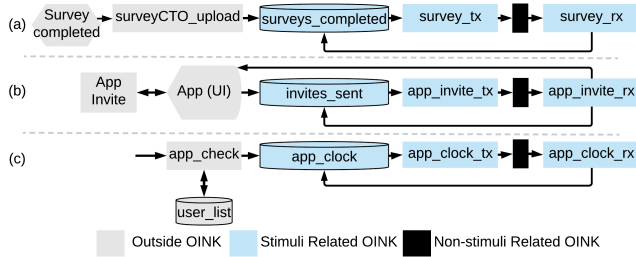 (a) Survey completed surveyCTO_upload surveys_completed survey_tx survey_rx
(b) App Invite App (UI) invites_sent app_invite_tx app_invite_rx
(c) app_check app_clock app_clock_tx app_clock_rx
user_list
Outside OINK Stimuli Related OINK Non-stimuli Related OINK